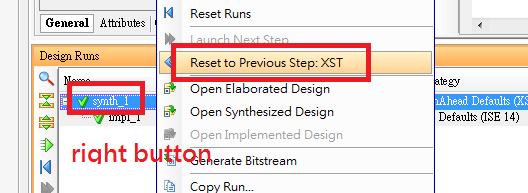 General Attributes
Design Runs
Name
synth_1
impl_1
right button
Reset Runs
Launch Next Step
Reset to Previous Step: XST
Open Elaborated Design
Open Synthesized Design
Open Implemented Design
Generate Bitstream
Copy Run...
ategy
nAhead Defaults (XST
Defaults (ISE 14)